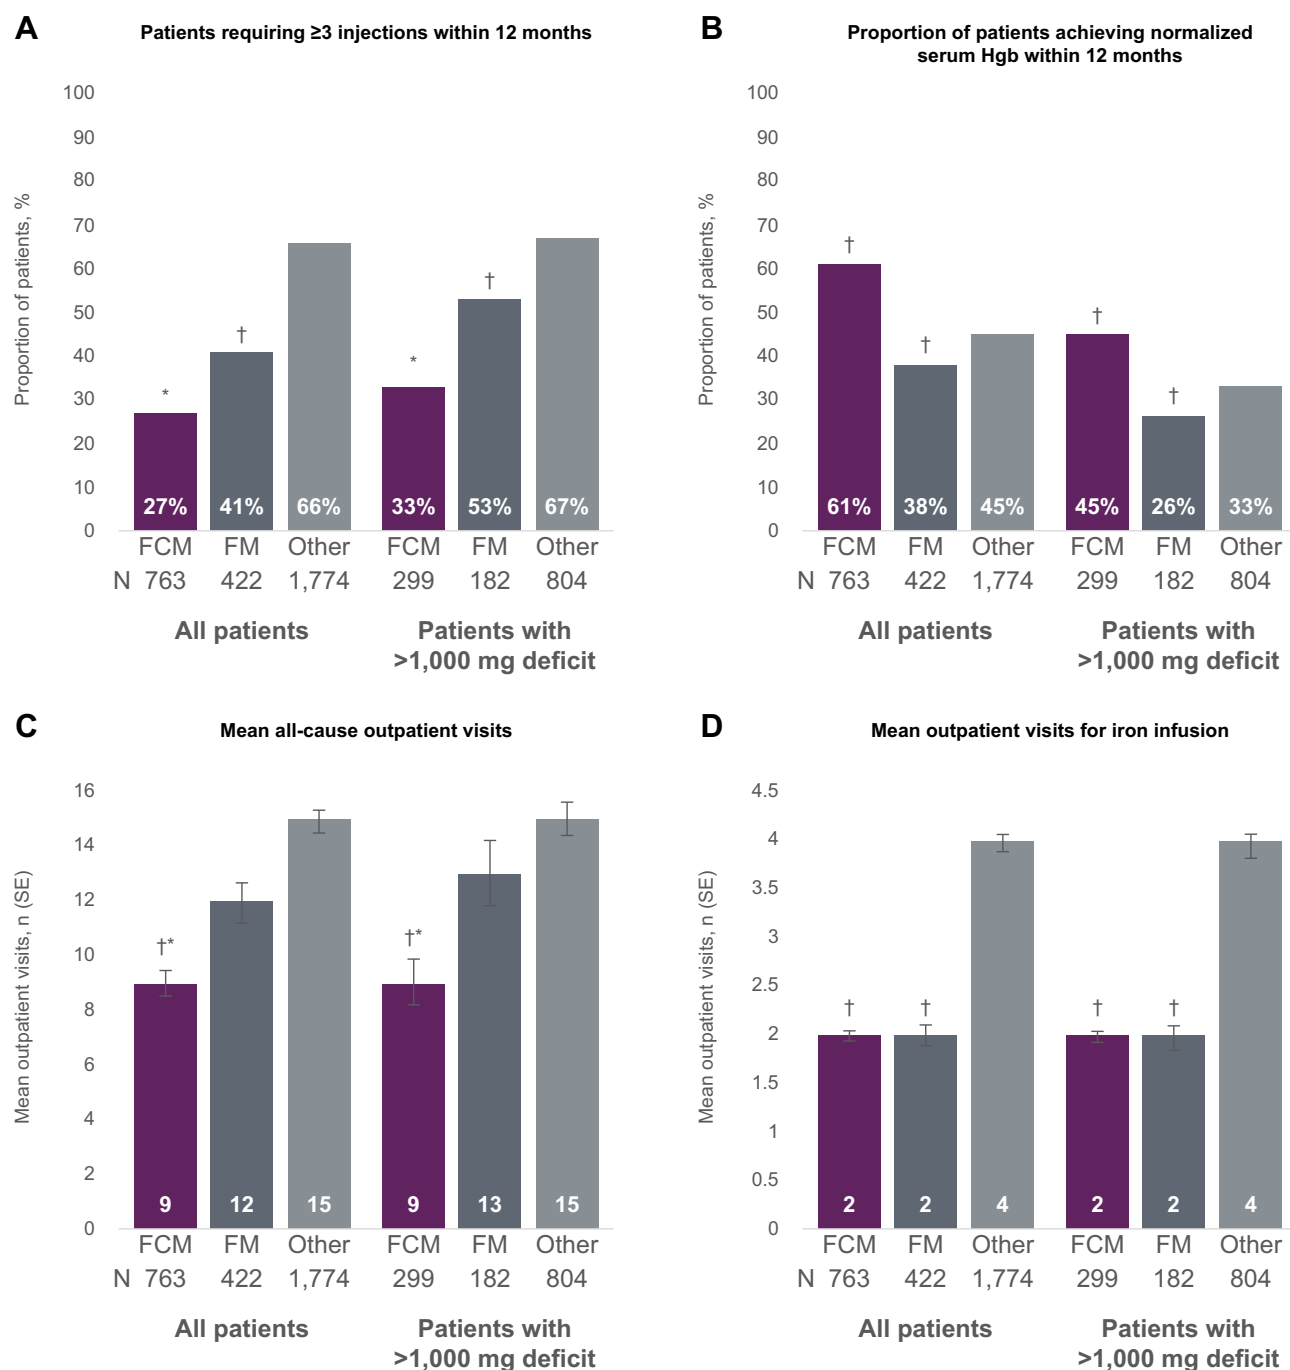 A
Patients requiring ≥3 injections within 12 months
Proportion of patients, %
100
90
80
70
60
50
40
30
20
10
0
* † * †
27% 41% 66% 33% 53% 67%
FCM FM Other FCM FM Other
N 763 422 1,774 299 182 804
All patients
Patients with
>1,000 mg deficit
B
Proportion of patients achieving normalized
serum Hgb within 12 months
Proportion of patients, %
100
90
80
70
60
50
40
30
20
10
0
† † † †
61% 38% 45% 45% 26% 33%
FCM FM Other FCM FM Other
N 763 422 1,774 299 182 804
All patients
Patients with
>1,000 mg deficit
C
Mean all-cause outpatient visits
Mean outpatient visits, n (SE)
16
14
12
10
8
6
4
2
0
†* †*
9 12 15 9 13 15
FCM FM Other FCM FM Other
N 763 422 1,774 299 182 804
All patients
Patients with
>1,000 mg deficit
D
Mean outpatient visits for iron infusion
Mean outpatient visits, n (SE)
4.5
4
3.5
3
2.5
2
1.5
1
0.5
0
† † † †
2 2 4 2 2 4
FCM FM Other FCM FM Other
N 763 422 1,774 299 182 804
All patients
Patients with
>1,000 mg deficit